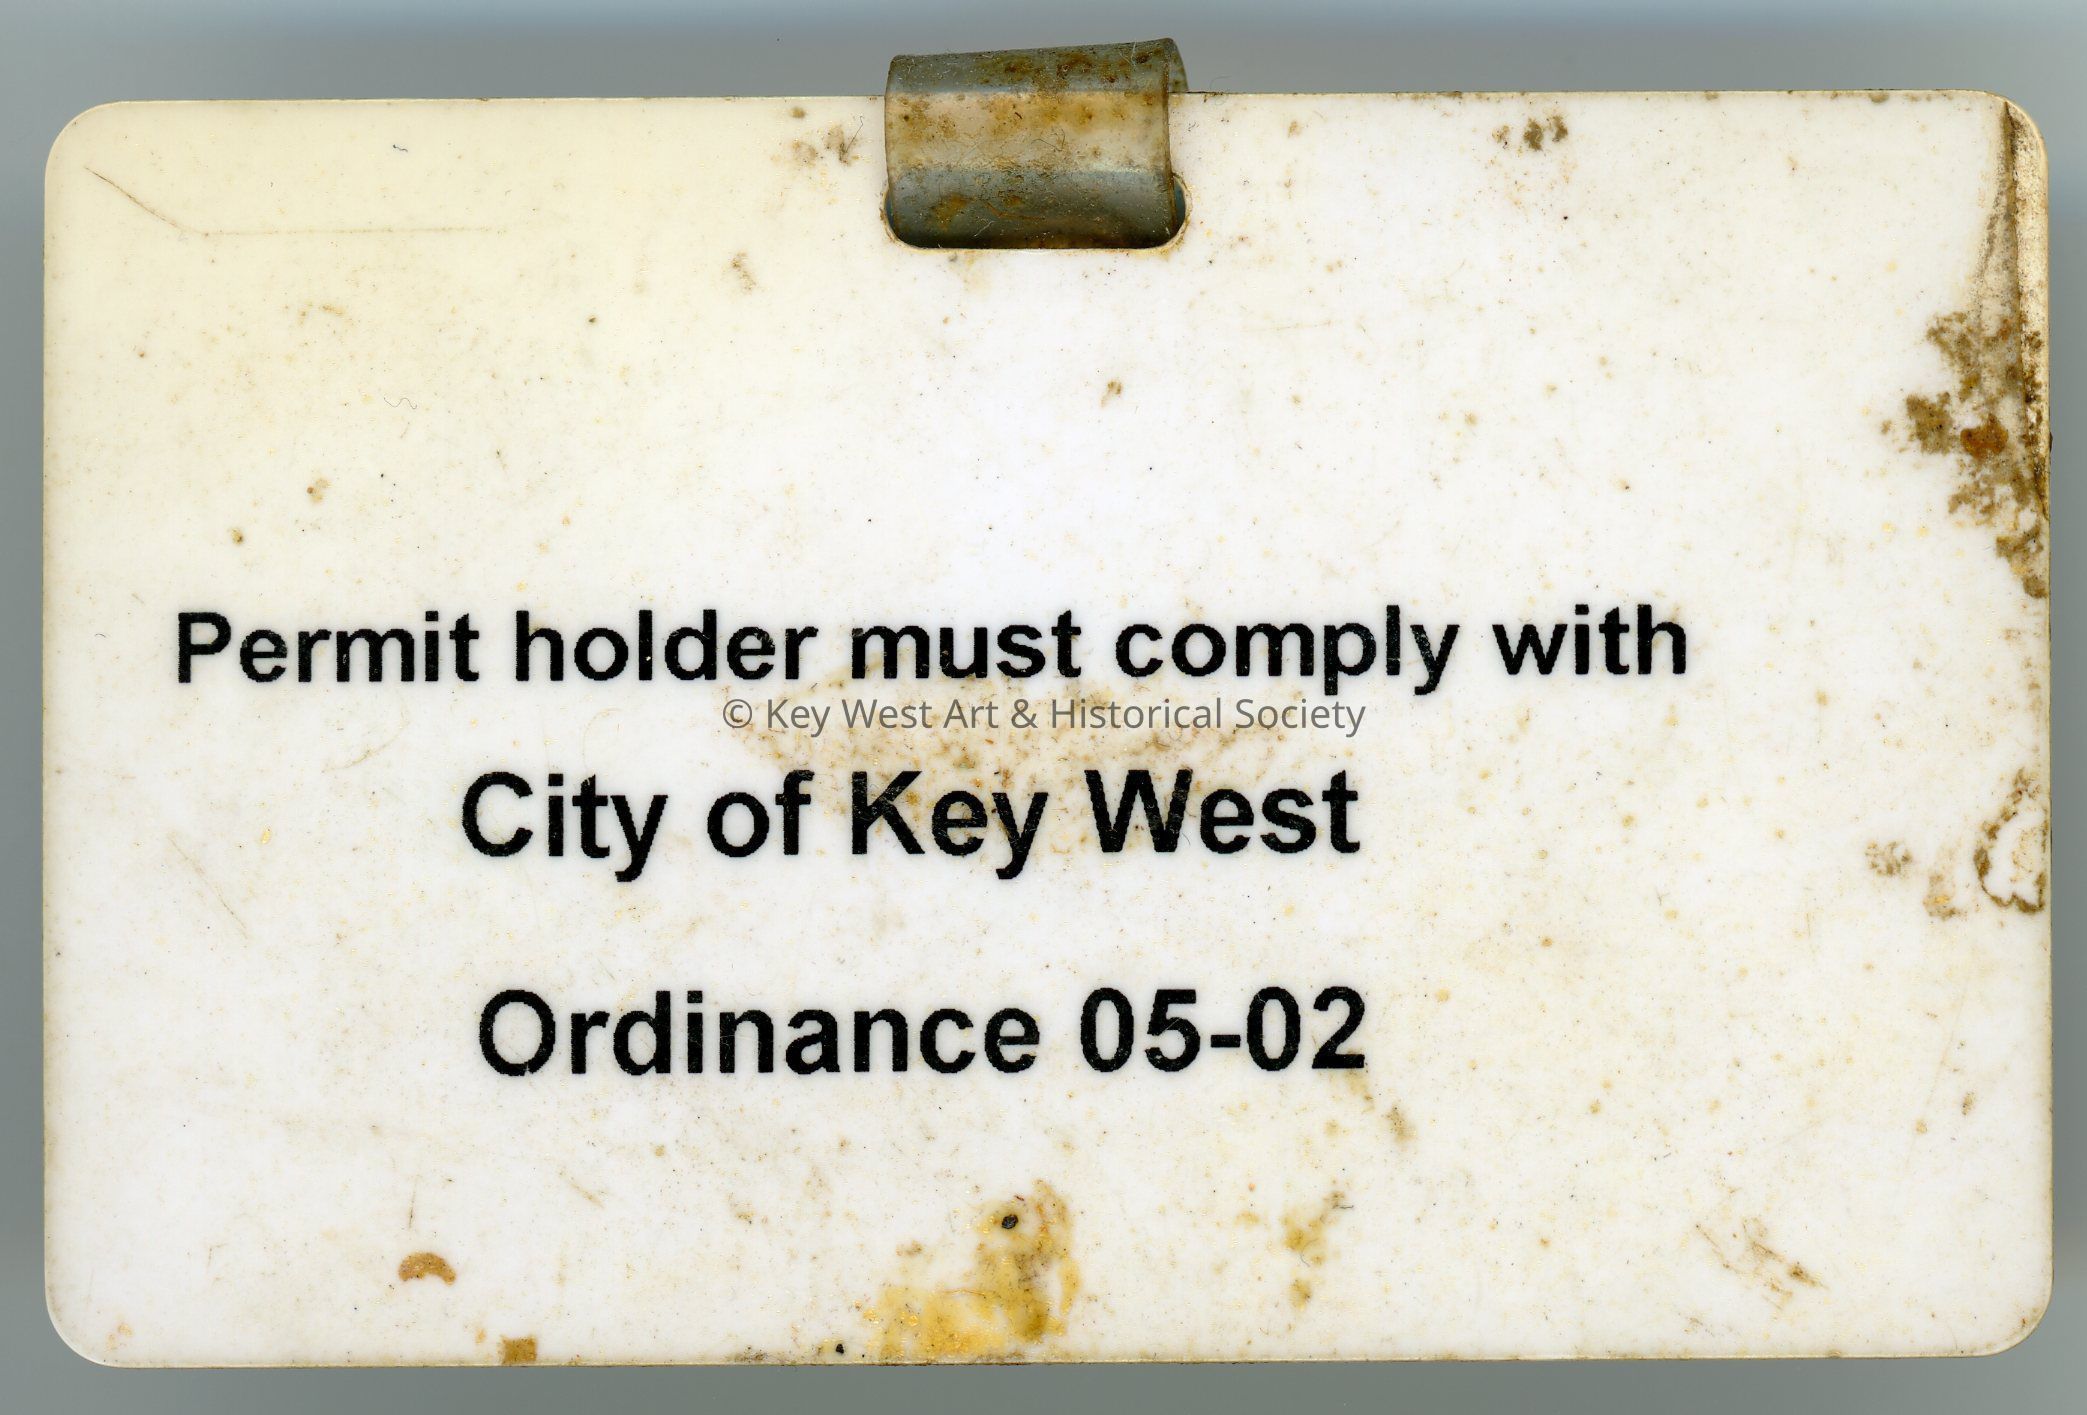 Permit holder must comply with
© Key West Art & Historical Society
City of Key West
Ordinance 05-02